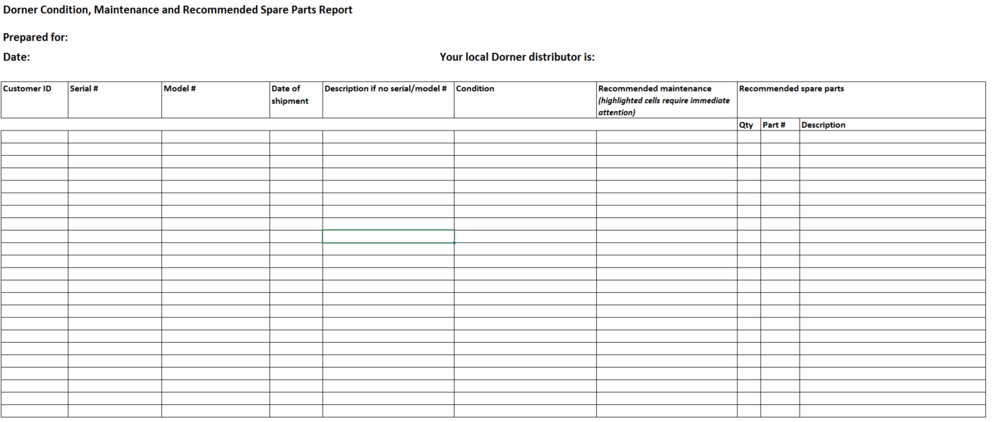 Dorner Condition, Maintenance and Recommended Spare Parts Report
Prepared for:
Date:
Your local Dorner distributor is:
Customer ID
Serial #
Model #
Date of
shipment
Description if no serial/model #
Condition
Recommended maintenance
(highlighted cells require immediate
attention)
Recommended spare parts
Qty
Part #
Description